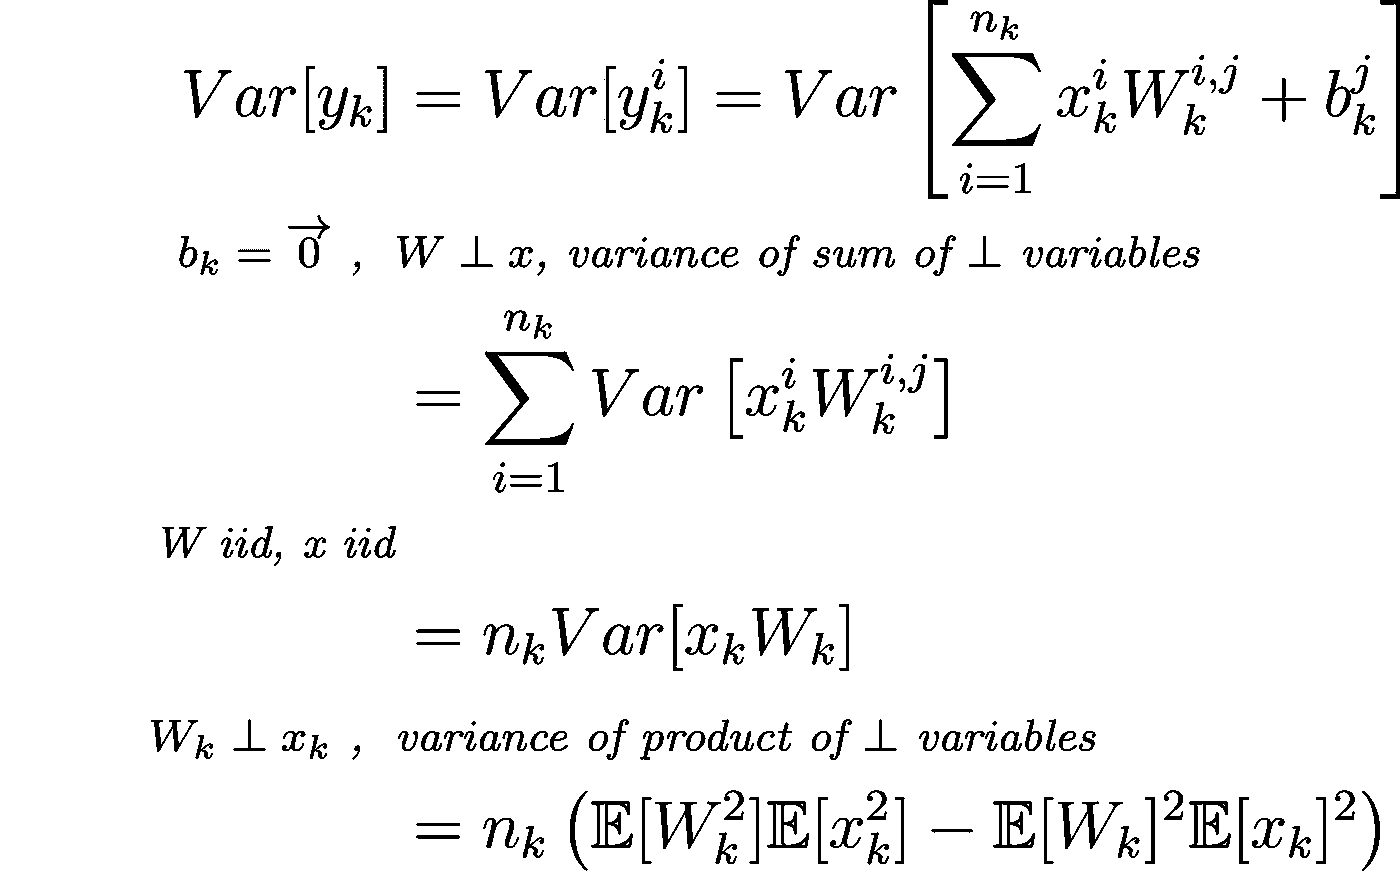 Var[y_k] = Var[y_k^i] = Var [ ∑_{i=1}^{n_k} x_k^i W_k^{i,j} + b_k^j ]
b_k = \overrightarrow{0} , W ⊥ x, variance of sum of ⊥ variables
= ∑_{i=1}^{n_k} Var [ x_k^i W_k^{i,j} ]
W iid, x iid
= n_k Var[x_k W_k]
W_k ⊥ x_k , variance of product of ⊥ variables
= n_k ( 𝔼[W_k^2]𝔼[x_k^2] − 𝔼[W_k]^2 𝔼[x_k]^2 )